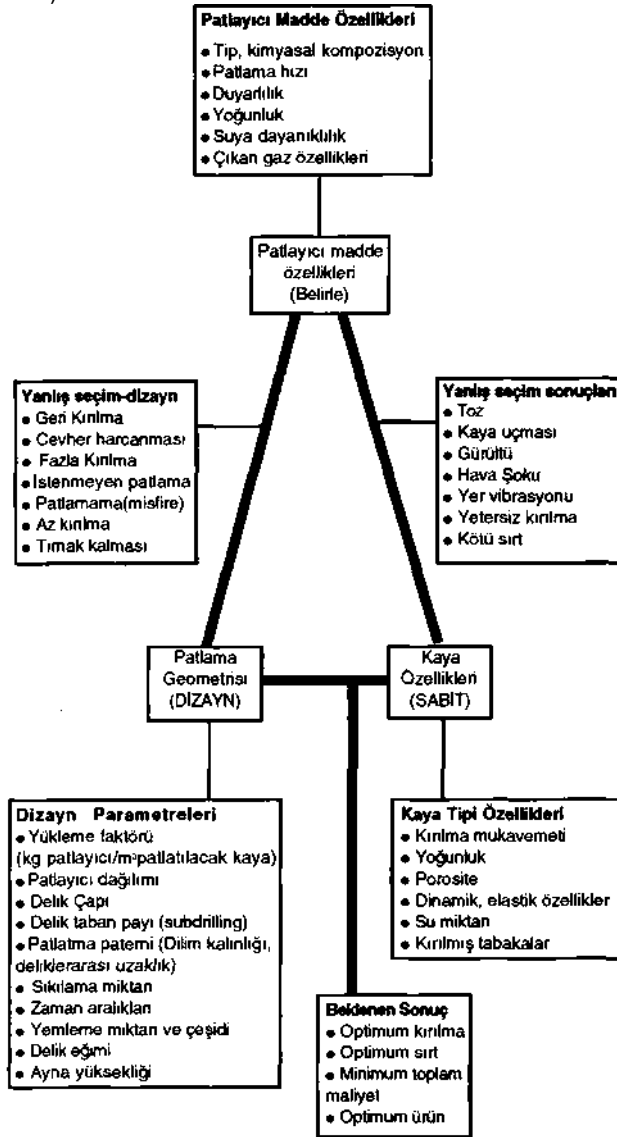 Patlayıcı Madde Özellikleri
• Tip, kimyasal kompozisyon
• Patlama hızı
• Duyarlılık
• Yoğunluk
• Suya dayanıklılık
• Çıkan gaz özellikleri
Patlayıcı madde
özellikleri
(Belirle)
Yanlış seçim-dizayn
• Geri Kırılma
• Cevher harcanması
• Fazla Kırılma
• İstenmeyen patlama
• Patlamama(misfire)
• Az kırılma
• Tırnak kalması
Yanlış seçim sonuçları
• Toz
• Kaya uçması
• Gürültü
• Hava Şoku
• Yer vibrasyonu
• Yetersiz kırılma
• Kötü sırt
Patlama
Geometrisı
(DİZAYN)
Kaya
Özellikleri
(SABİT)
Dizayn Parametreleri
• Yükleme faktörü
(kg patlayıcı/m³patlatılacak kaya)
• Patlayıcı dağılımı
• Delik Çapı
• Delik taban payı (subdrilling)
• Patlatma paterni (Dilim kalınlığı,
deliklerarası uzaklık)
• Sıkılama miktarı
• Zaman aralıkları
• Yemleme miktarı ve çeşidi
• Delik eğimi
• Ayna yüksekliği
Kaya Tipi Özellikleri
• Kırılma mukavemeti
• Yoğunluk
• Porosite
• Dinamik, elastik özellikler
• Su miktarı
• Kırılmış tabakalar
Beklenen Sonuç
• Optimum kırılma
• Optimum sırt
• Minimum toplam
maliyet
• Optimum ürün